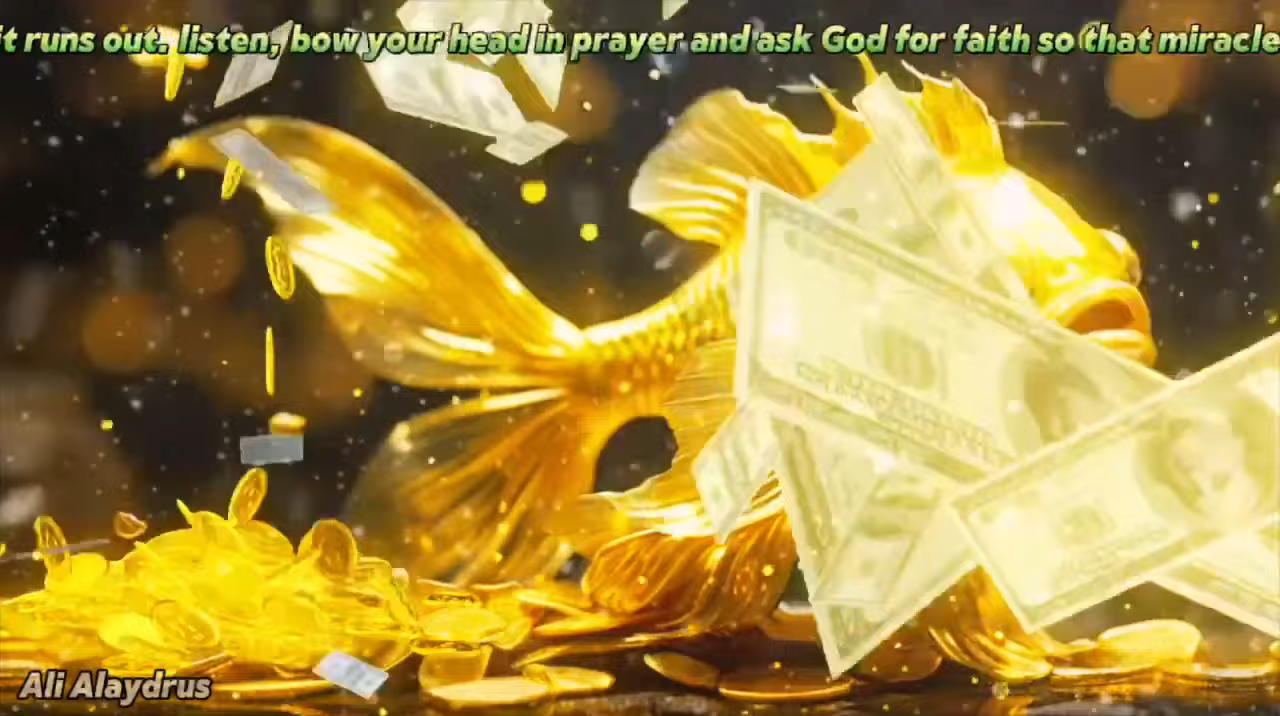 it runs out. listen, bow your head in prayer and ask God for faith so that miracle
Ali Alaydrus